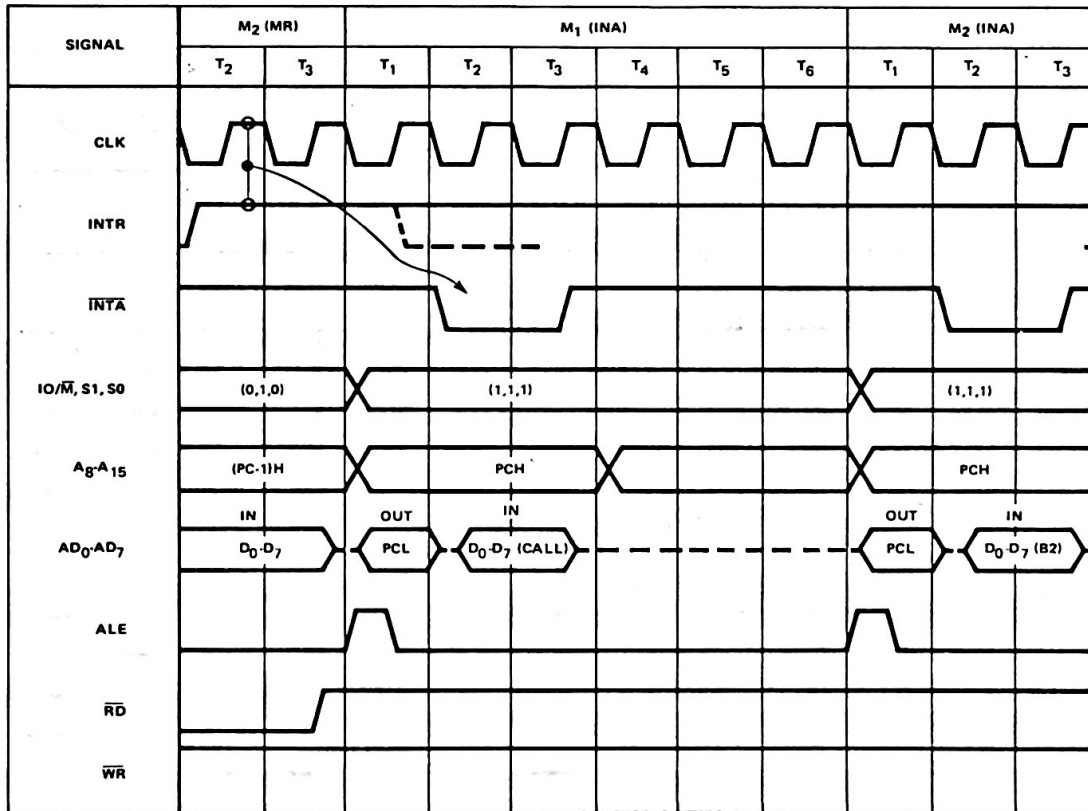 SIGNAL
M2 (MR) M1 (INA) M2 (INA)
T2 T3 T1 T2 T3 T4 T5 T6 T1 T2 T3
CLK
INTR
INTA
IO/M, S1, S0 (0,1,0) (1,1,1) (1,1,1)
A8-A15 (PC-1)H PCH PCH
IN OUT IN OUT IN
AD0-AD7 D0-D7 PCL D0-D7 (CALL) PCL D0-D7 (B2)
ALE
RD
WR